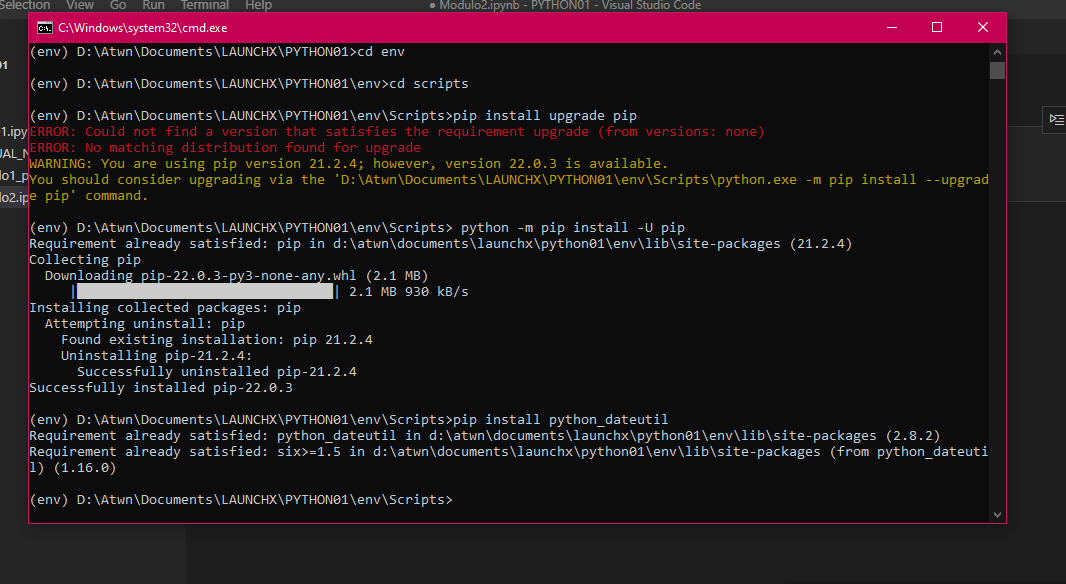 Selection View Go Run Terminal Help ● Modulo2.ipynb - PYTHON01 - Visual Studio Code
C:\Windows\system32\cmd.exe
(env) D:\Atwn\Documents\LAUNCHX\PYTHON01>cd env
(env) D:\Atwn\Documents\LAUNCHX\PYTHON01\env>cd scripts
(env) D:\Atwn\Documents\LAUNCHX\PYTHON01\env\Scripts>pip install upgrade pip
ERROR: Could not find a version that satisfies the requirement upgrade (from versions: none)
ERROR: No matching distribution found for upgrade
WARNING: You are using pip version 21.2.4; however, version 22.0.3 is available.
You should consider upgrading via the 'D:\Atwn\Documents\LAUNCHX\PYTHON01\env\Scripts\python.exe -m pip install --upgrad
e pip' command.
(env) D:\Atwn\Documents\LAUNCHX\PYTHON01\env\Scripts> python -m pip install -U pip
Requirement already satisfied: pip in d:\atwn\documents\launchx\python01\env\lib\site-packages (21.2.4)
Collecting pip
Downloading pip-22.0.3-py3-none-any.whl (2.1 MB)
| | 2.1 MB 930 kB/s
Installing collected packages: pip
Attempting uninstall: pip
Found existing installation: pip 21.2.4
Uninstalling pip-21.2.4:
Successfully uninstalled pip-21.2.4
Successfully installed pip-22.0.3
(env) D:\Atwn\Documents\LAUNCHX\PYTHON01\env\Scripts>pip install python_dateutil
Requirement already satisfied: python_dateutil in d:\atwn\documents\launchx\python01\env\lib\site-packages (2.8.2)
Requirement already satisfied: six>=1.5 in d:\atwn\documents\launchx\python01\env\lib\site-packages (from python_dateuti
l) (1.16.0)
(env) D:\Atwn\Documents\LAUNCHX\PYTHON01\env\Scripts>